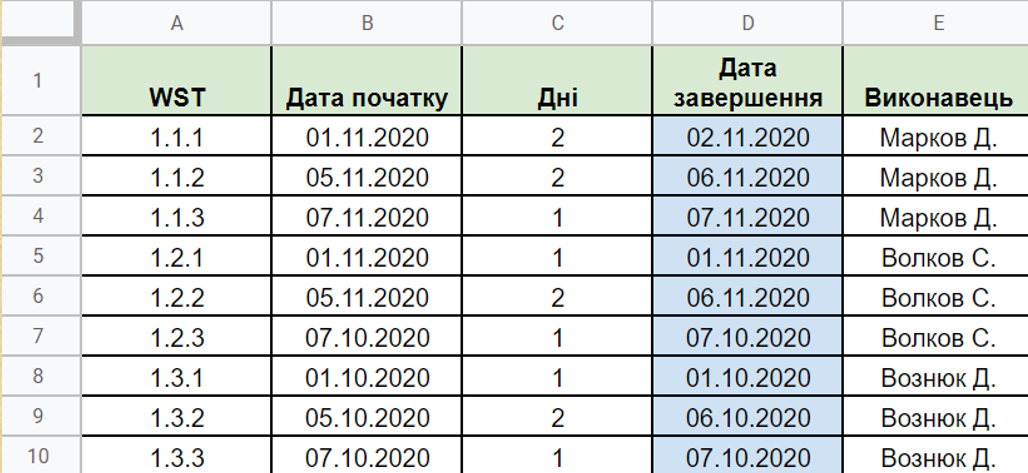 A B C D E
1 WST Дата початку Дні Дата завершення Виконавець
2 1.1.1 01.11.2020 2 02.11.2020 Марков Д.
3 1.1.2 05.11.2020 2 06.11.2020 Марков Д.
4 1.1.3 07.11.2020 1 07.11.2020 Марков Д.
5 1.2.1 01.11.2020 1 01.11.2020 Волков С.
6 1.2.2 05.11.2020 2 06.11.2020 Волков С.
7 1.2.3 07.10.2020 1 07.10.2020 Волков С.
8 1.3.1 01.10.2020 1 01.10.2020 Вознюк Д.
9 1.3.2 05.10.2020 2 06.10.2020 Вознюк Д.
10 1.3.3 07.10.2020 1 07.10.2020 Вознюк Д.